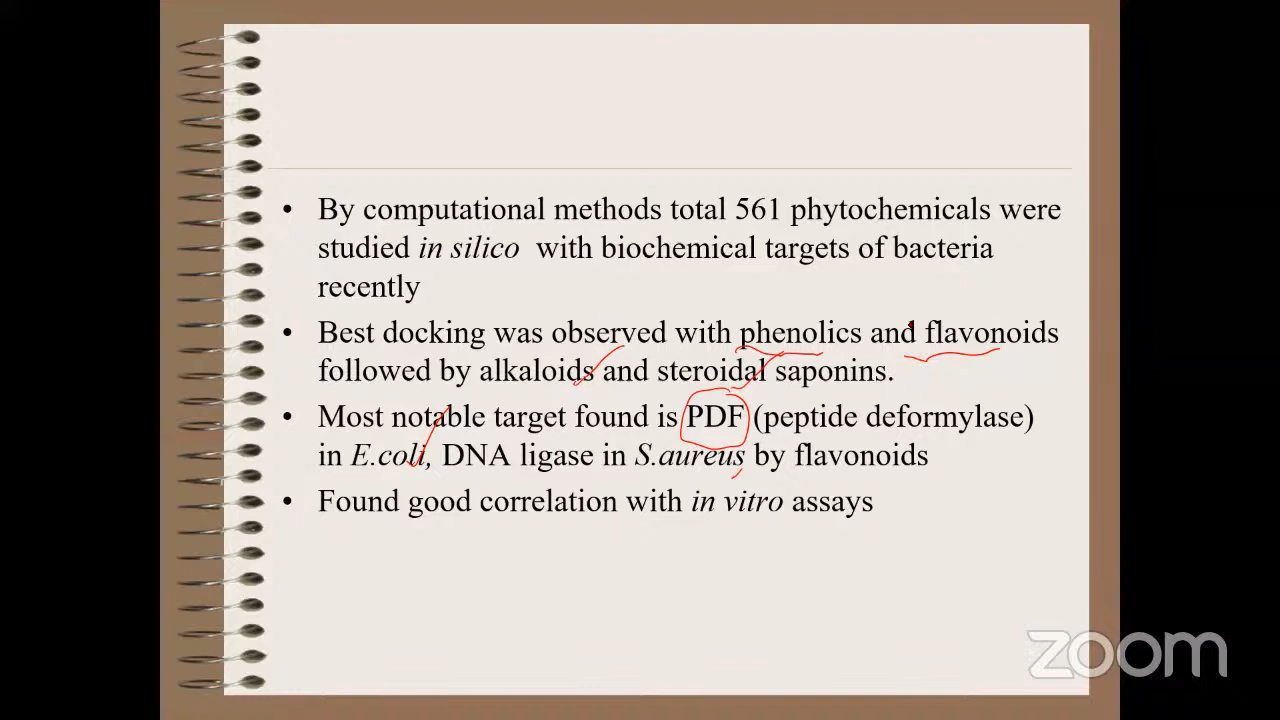 • By computational methods total 561 phytochemicals were
studied in silico with biochemical targets of bacteria
recently
• Best docking was observed with phenolics and flavonoids
followed by alkaloids and steroidal saponins.
• Most notable target found is PDF (peptide deformylase)
in E.coli, DNA ligase in S.aureus by flavonoids
• Found good correlation with in vitro assays
zoom